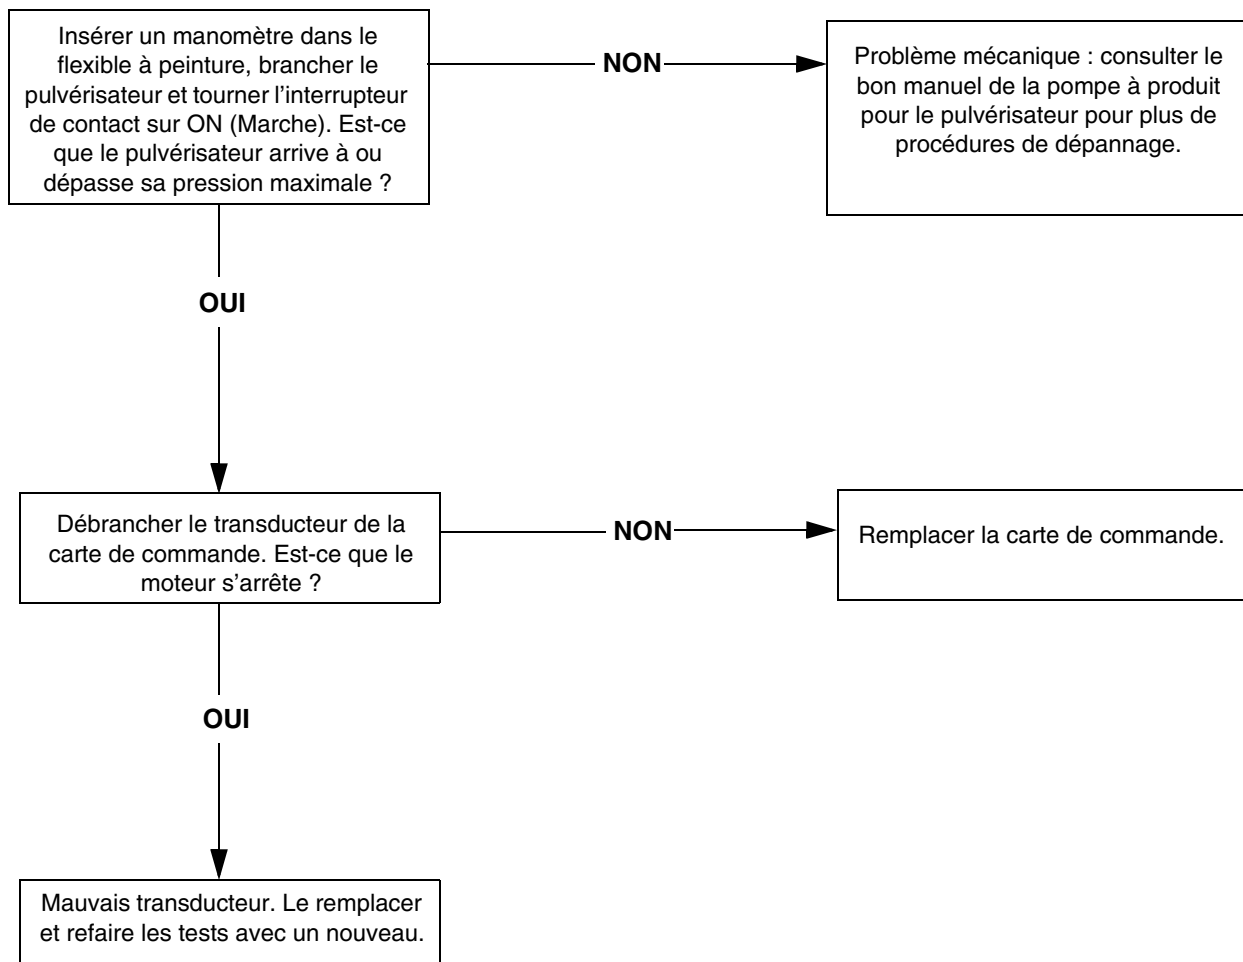 Insérer un manomètre dans le
flexible à peinture, brancher le
pulvérisateur et tourner l'interrupteur
de contact sur ON (Marche). Est-ce
que le pulvérisateur arrive à ou
dépasse sa pression maximale ?
NON
Problème mécanique : consulter le
bon manuel de la pompe à produit
pour le pulvérisateur pour plus de
procédures de dépannage.
OUI
Débrancher le transducteur de la
carte de commande. Est-ce que le
moteur s'arrête ?
NON
Remplacer la carte de commande.
OUI
Mauvais transducteur. Le remplacer
et refaire les tests avec un nouveau.